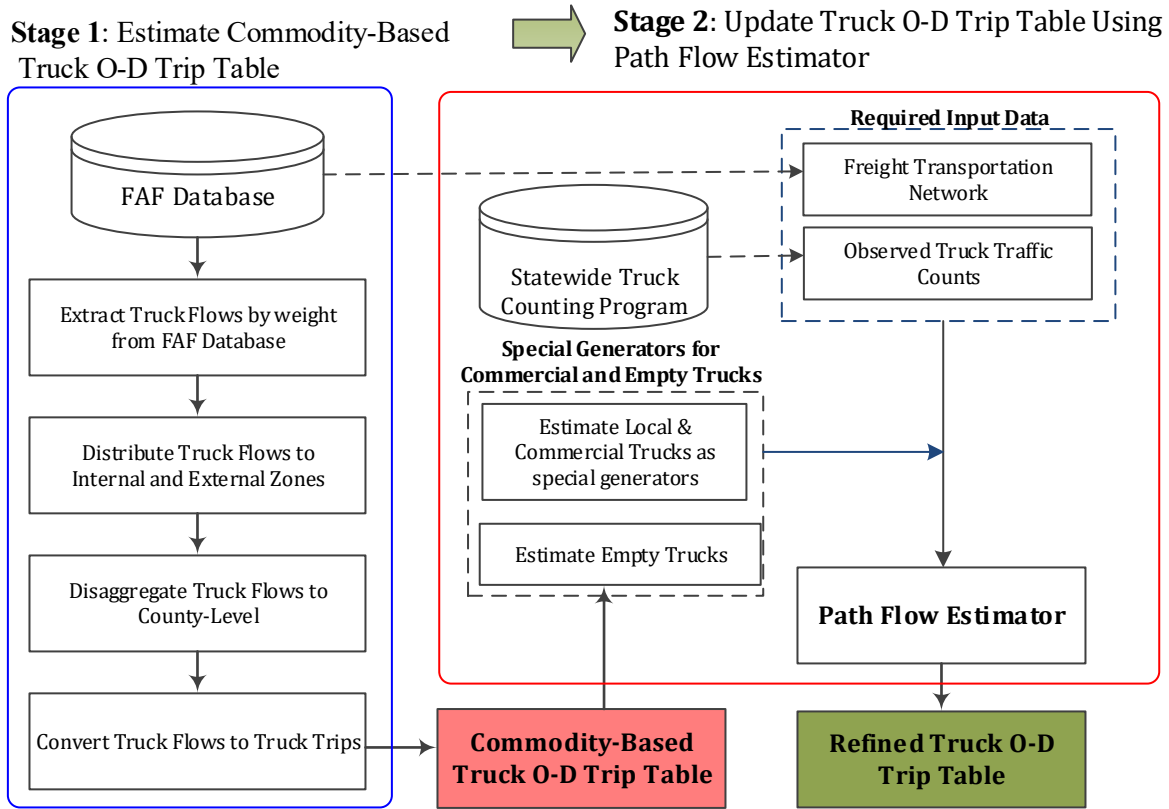 Stage 1: Estimate Commodity-Based
Truck O-D Trip Table
Stage 2: Update Truck O-D Trip Table Using
Path Flow Estimator
FAF Database
Extract Truck Flows by weight
from FAF Database
Distribute Truck Flows to
Internal and External Zones
Disaggregate Truck Flows to
County-Level
Convert Truck Flows to Truck Trips
Required Input Data
Freight Transportation
Network
Observed Truck Traffic
Counts
Statewide Truck
Counting Program
Special Generators for
Commercial and Empty Trucks
Estimate Local &
Commercial Trucks as
special generators
Estimate Empty Trucks
Path Flow Estimator
Commodity-Based
Truck O-D Trip Table
Refined Truck O-D
Trip Table